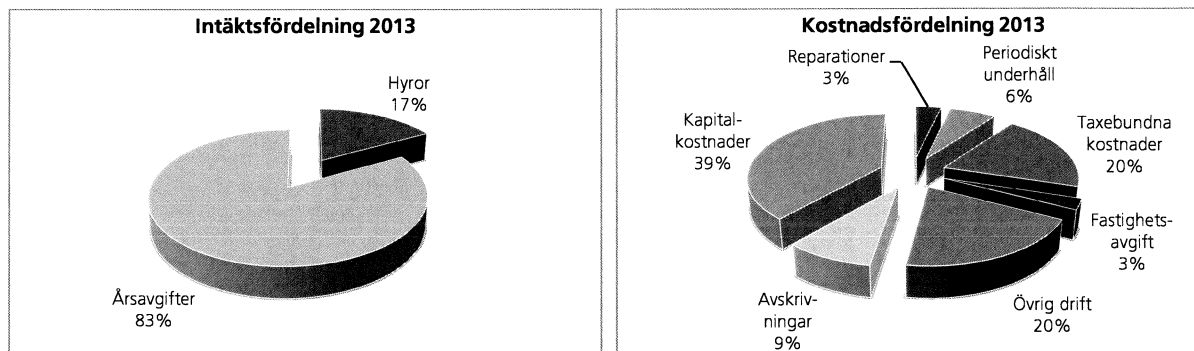 Intäktsfördelning 2013
Hyror
17%
Årsavgifter
83%
Kostnadsfördelning 2013
Reparationer
3%
Periodiskt
underhåll
6%
Taxebundna
kostnader
20%
Fastighets-
avgift
3%
Övrig drift
20%
Avskriv-
ningar
9%
Kapital-
kostnader
39%